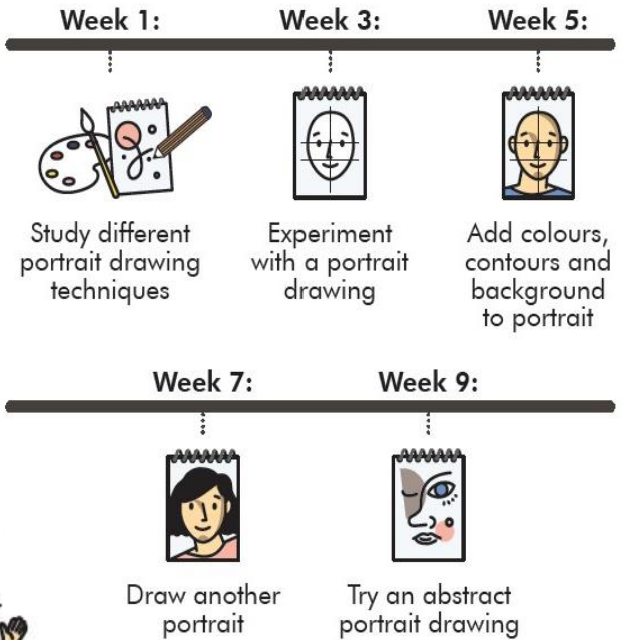 Week 1:
Week 3:
Week 5:
Study different
portrait drawing
techniques
Experiment
with a portrait
drawing
Add colours,
contours and
background
to portrait
Week 7:
Week 9:
Draw another
portrait
Try an abstract
portrait drawing